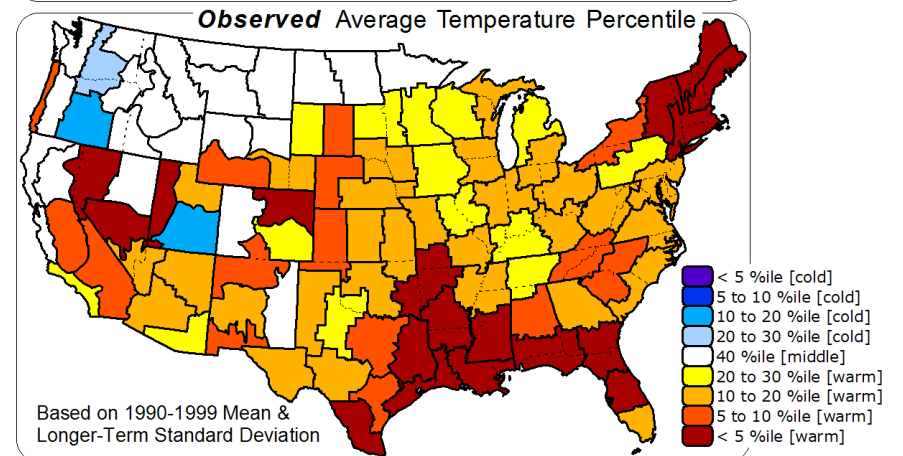 Observed Average Temperature Percentile
< 5 %ile [cold]
5 to 10 %ile [cold]
10 to 20 %ile [cold]
20 to 30 %ile [cold]
40 %ile [middle]
20 to 30 %ile [warm]
10 to 20 %ile [warm]
5 to 10 %ile [warm]
< 5 %ile [warm]
Based on 1990-1999 Mean &
Longer-Term Standard Deviation